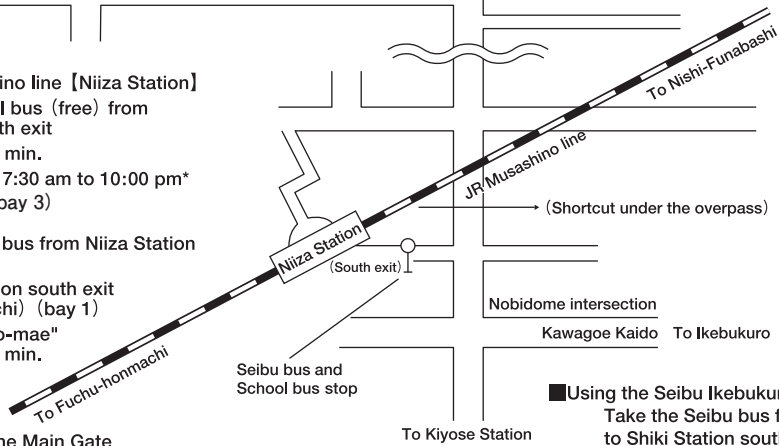 ino line【Niiza Station】
l bus (free) from
th exit
min.
7:30 am to 10:00 pm*
bay 3)
bus from Niiza Station
on south exit
chi) (bay 1)
o-mae"
min.
he Main Gate
To Nishi-Funabashi
JR Musashino line
(Shortcut under the overpass)
Niiza Station
(South exit)
Nobidome intersection
Kawagoe Kaido To Ikebukuro
Seibu bus and
School bus stop
To Fuchu-honmachi
To Kiyose Station
■Using the Seibu Ikebukur
Take the Seibu bus f
to Shiki Station sout